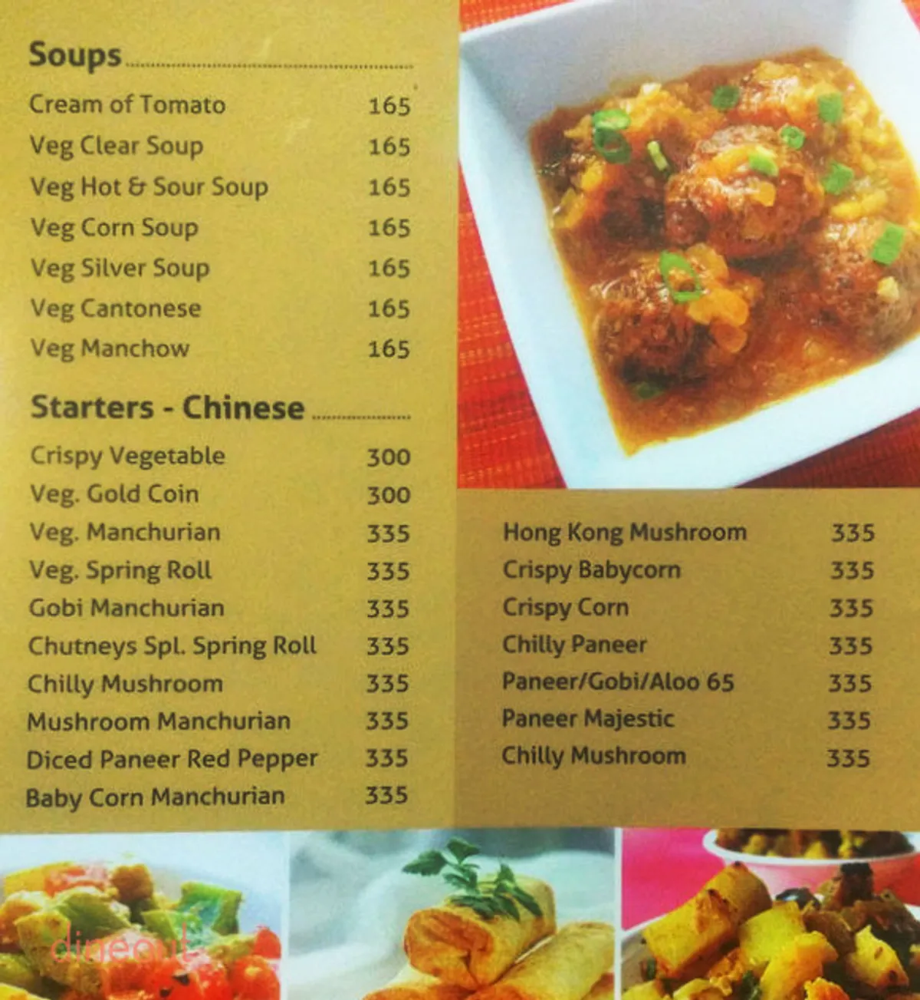 Soups
Cream of Tomato 165
Veg Clear Soup 165
Veg Hot & Sour Soup 165
Veg Corn Soup 165
Veg Silver Soup 165
Veg Cantonese 165
Veg Manchow 165
Starters - Chinese
Crispy Vegetable 300
Veg. Gold Coin 300
Veg. Manchurian 335
Veg. Spring Roll 335
Gobi Manchurian 335
Chutneys Spl. Spring Roll 335
Chilly Mushroom 335
Mushroom Manchurian 335
Diced Paneer Red Pepper 335
Baby Corn Manchurian 335
Hong Kong Mushroom 335
Crispy Babycorn 335
Crispy Corn 335
Chilly Paneer 335
Paneer/Gobi/Aloo 65 335
Paneer Majestic 335
Chilly Mushroom 335
dineout